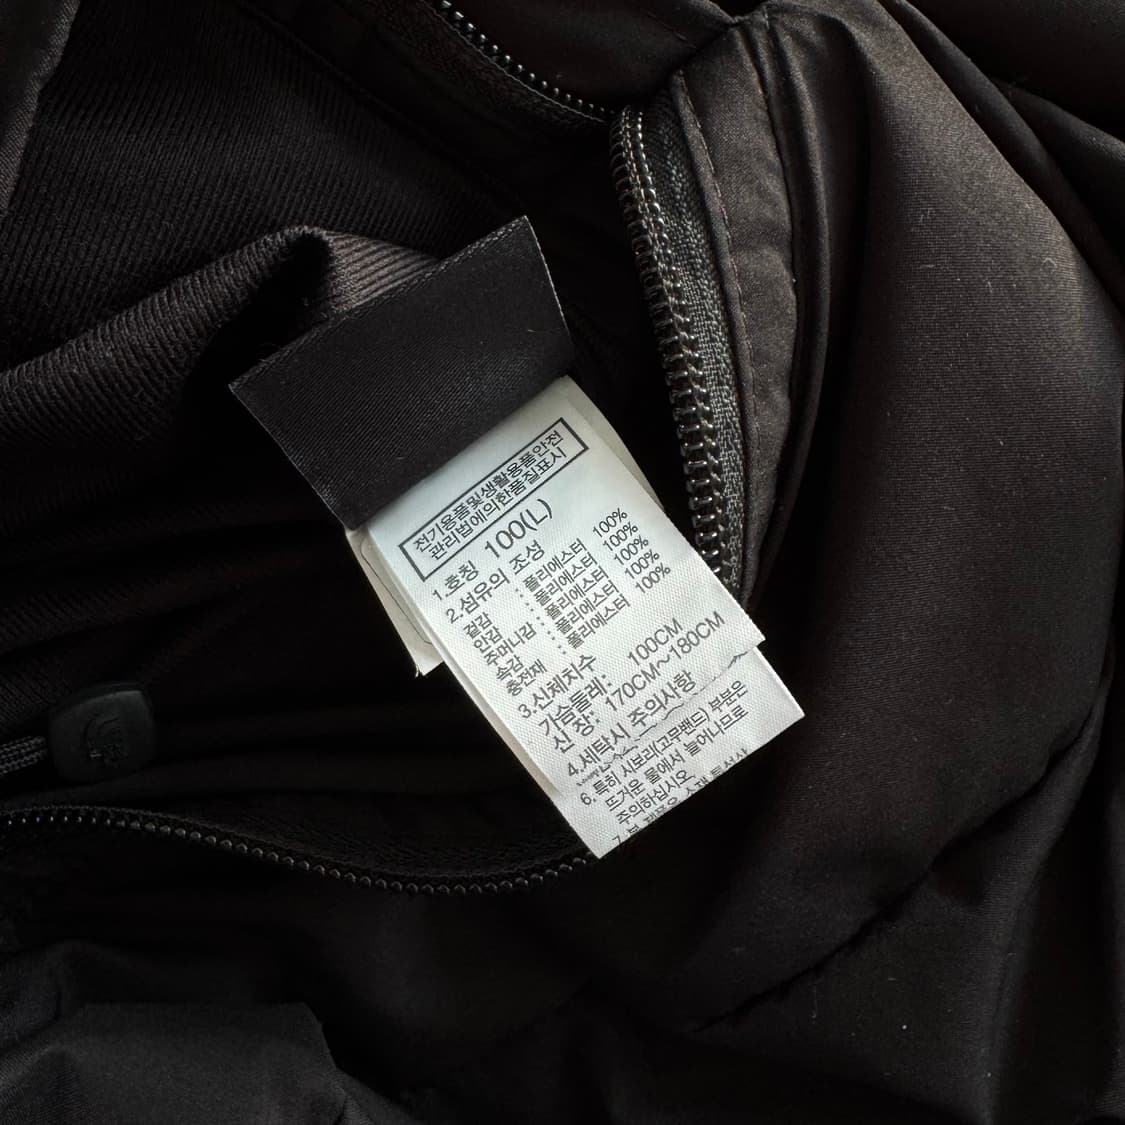 전기용품및생활용품안전
관리법에의한품질표시
1.호칭 100(L)
2.섬유의 조성
겉감 : 폴리에스터 100%
안감 : 폴리에스터 100%
주머니감 : 폴리에스터 100%
속감 : 폴리에스터 100%
충전재 : 폴리에스터
3.신체치수
가슴둘레: 100CM
신 장: 170CM~180CM
4.세탁시 주의사항
6. 특히 시보리(고무밴드) 부분은
뜨거운 물에서 늘어나므로
주의하십시오